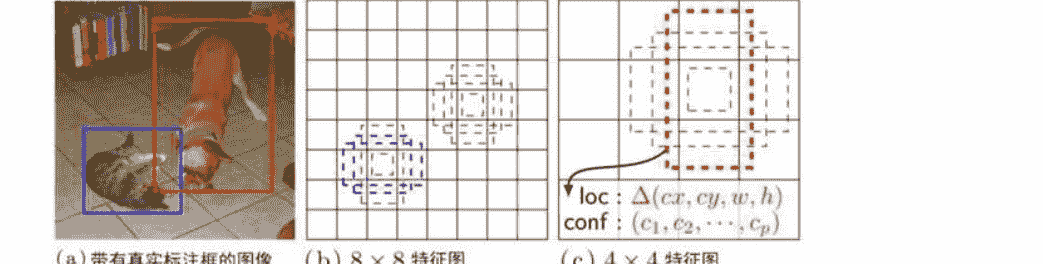 loc : Δ(cx, cy, w, h)
conf : (c₁, c₂, ⋯, cₚ)
(a) 带有真实标注框的图像
(b) 8 × 8 特征图
(c) 4 × 4 特征图